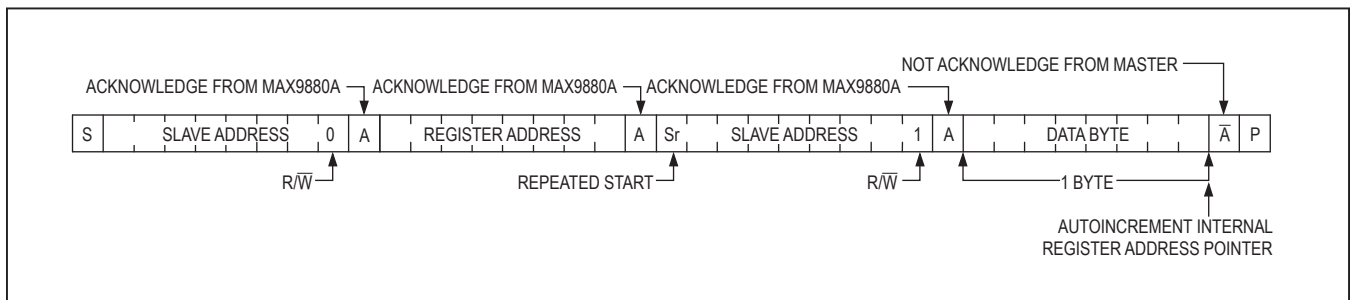 NOT ACKNOWLEDGE FROM MASTER
ACKNOWLEDGE FROM MAX9880A ACKNOWLEDGE FROM MAX9880A ACKNOWLEDGE FROM MAX9880A
S SLAVE ADDRESS 0 A REGISTER ADDRESS A Sr SLAVE ADDRESS 1 A DATA BYTE A̅ P
R/W̅ REPEATED START R/W̅ 1 BYTE
AUTOINCREMENT INTERNAL
REGISTER ADDRESS POINTER